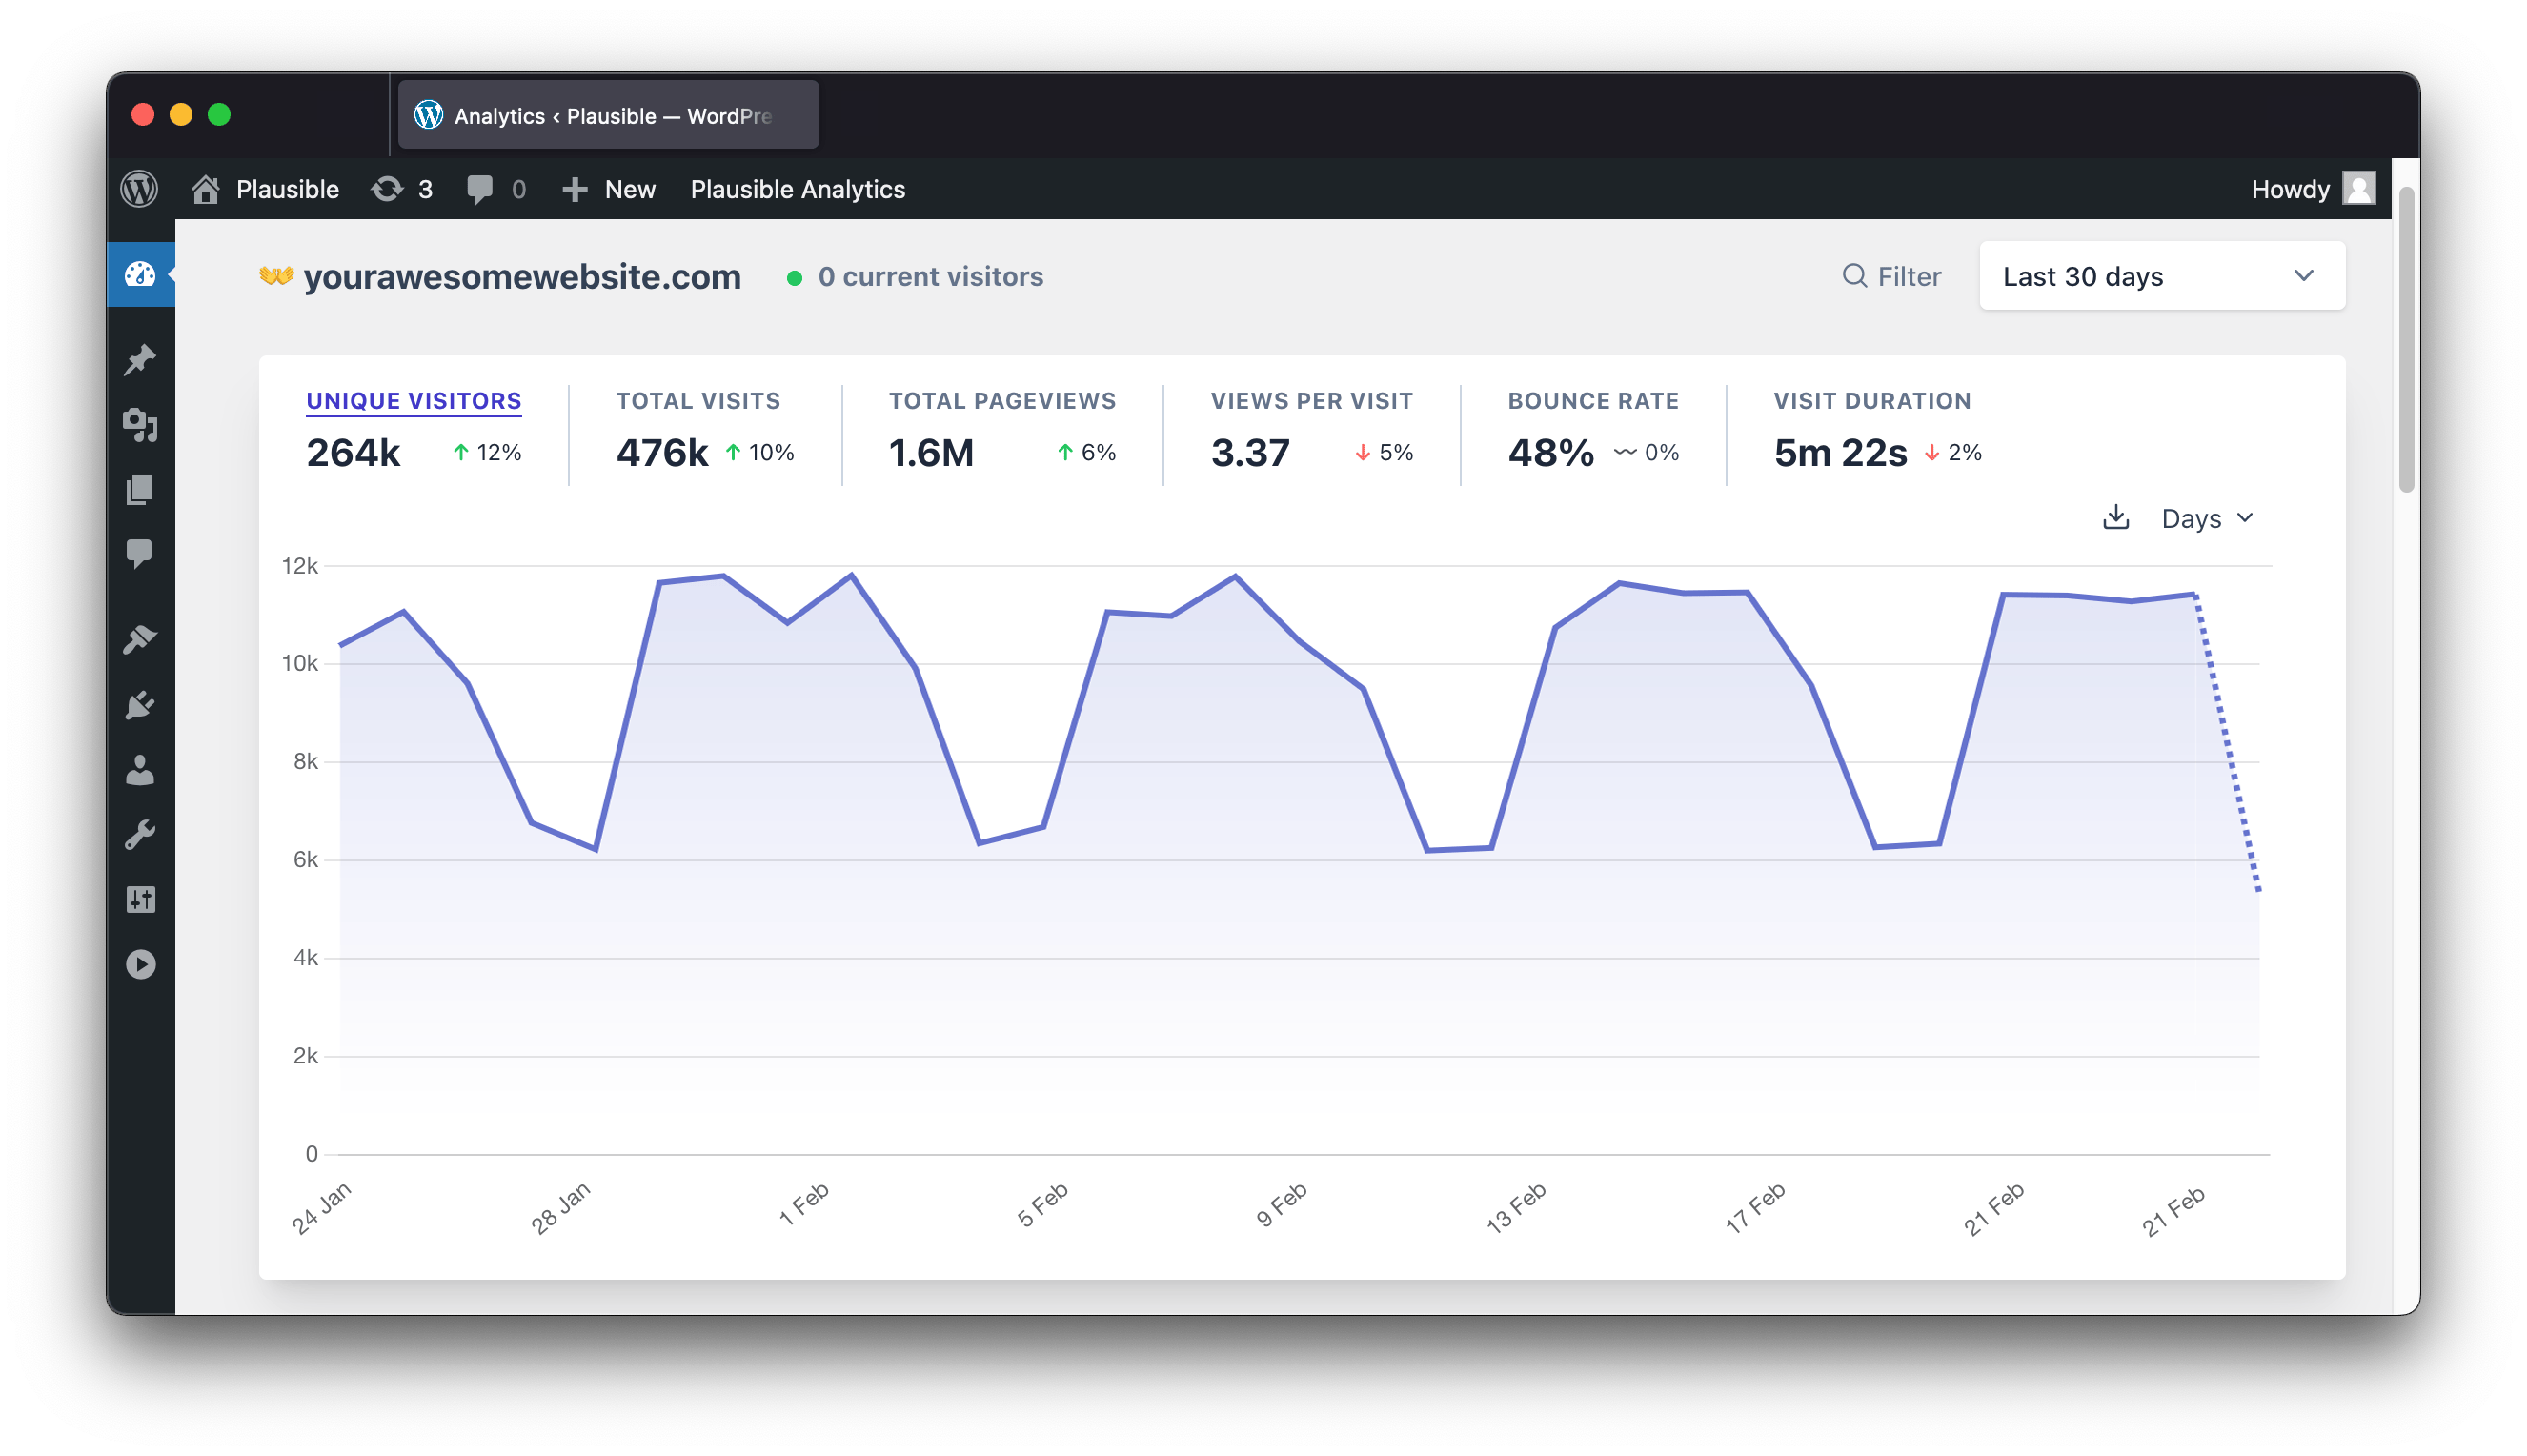 Analytics ‹ Plausible — WordPre
Plausible 3 0 New Plausible Analytics Howdy
yourawesomewebsite.com 0 current visitors Filter Last 30 days
UNIQUE VISITORS TOTAL VISITS TOTAL PAGEVIEWS VIEWS PER VISIT BOUNCE RATE VISIT DURATION
264k 12% 476k 10% 1.6M 6% 3.37 5% 48% 0% 5m 22s 2%
Days
12k
10k
8k
6k
4k
2k
0
24 Jan 28 Jan 1 Feb 5 Feb 9 Feb 13 Feb 17 Feb 21 Feb 21 Feb